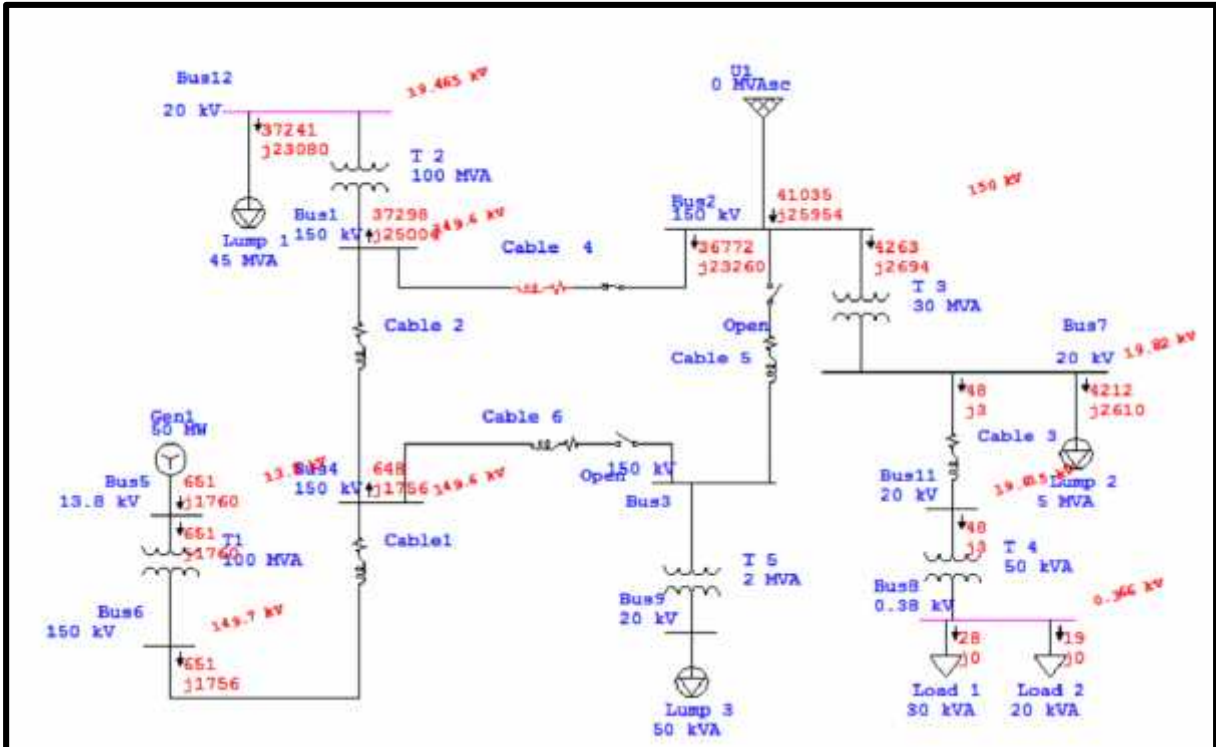 Bus12
20 kV
19.465 kV
37241
j23080
T 2
100 MVA
Lump 1
45 MVA
Bus1
150 kV
37298
j25004
149.6 kV
Cable 4
U1
0 MVAsc
Bus2
150 kV
41035
j25954
150 kV
36772
j23260
4263
j2694
T 3
30 MVA
Open
Cable 5
Bus7
20 kV
19.82 kV
48
j3
4212
j2610
Cable 3
Lump 2
5 MVA
Bus11
20 kV
48
j3
T 4
50 kVA
Bus8
0.38 kV
0.366 kV
28
j0
19
j0
Load 1
30 kVA
Load 2
20 kVA
Cable 2
Cable 6
Open
150 kV
Bus3
T 5
2 MVA
Bus9
20 kV
Lump 3
50 kVA
Gen1
50 MW
Bus5
13.8 kV
651
j1760
651
j1760
T1
100 MVA
Bus4
150 kV
648
j1756
149.6 kV
Cable1
Bus6
150 kV
149.7 kV
651
j1756